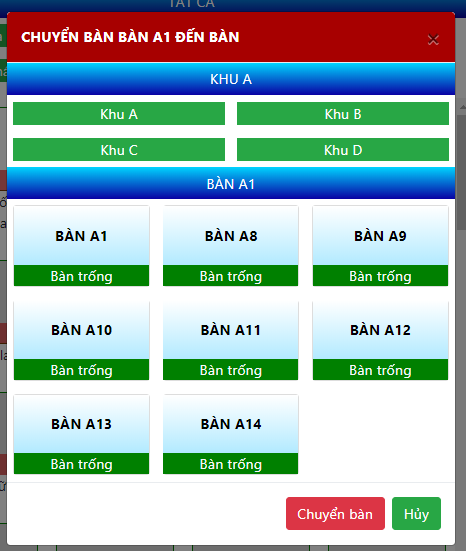 TẤT CẢ
CHUYỂN BÀN BÀN A1 ĐẾN BÀN ×
KHU A
Khu A Khu B
Khu C Khu D
BÀN A1
BÀN A1 BÀN A8 BÀN A9
Bàn trống Bàn trống Bàn trống
BÀN A10 BÀN A11 BÀN A12
Bàn trống Bàn trống Bàn trống
BÀN A13 BÀN A14
Bàn trống Bàn trống
Chuyển bàn Hủy